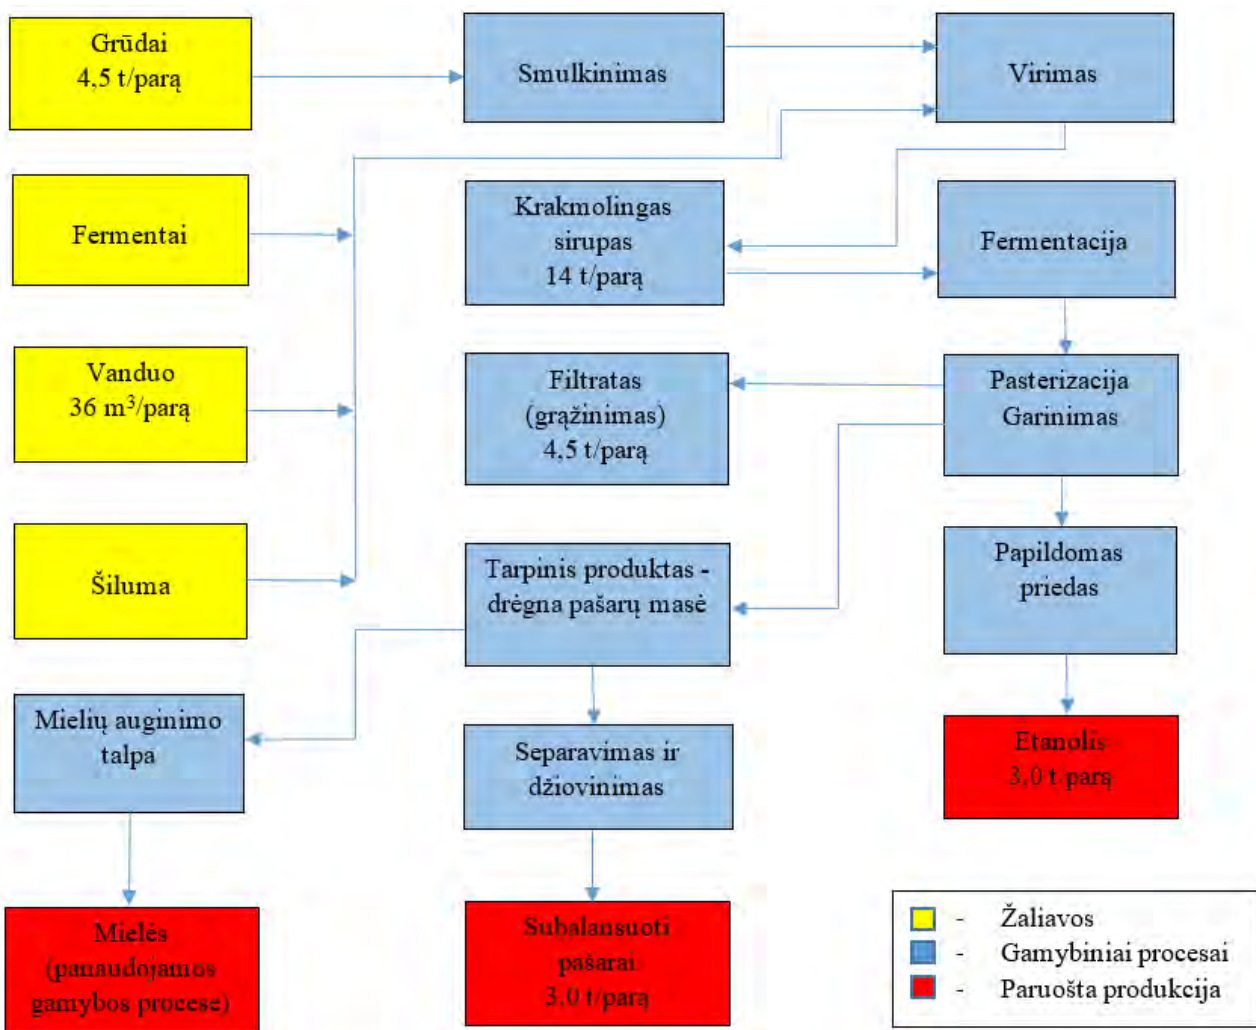 Grūdai
4,5 t/parą
Smulkinimas
Virimas
Fermentai
Krakmolingas
sirupas
14 t/parą
Fermentacija
Vanduo
36 m³/parą
Filtratas
(grąžinimas)
4,5 t/parą
Pasterizacija
Garinimas
Šiluma
Tarpinis produktas -
drėgna pašarų masė
Papildomas
priedas
Mielių auginimo
talpa
Separavimas ir
džiovinimas
Etanolis
3,0 t/parą
Mielės
(panaudojamos
gamybos procese)
Subalansuoti
pašarai
3,0 t/parą
- Žaliavos
- Gamybiniai procesai
- Paruošta produkcija